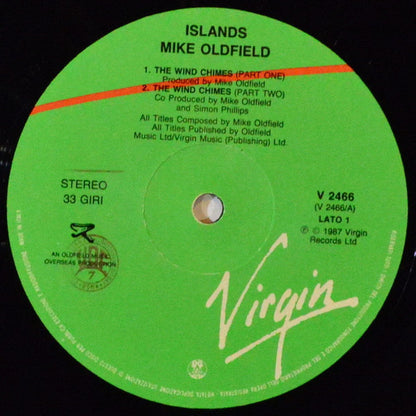 ISLANDS
MIKE OLDFIELD
1. THE WIND CHIMES (PART ONE)
Produced by Mike Oldfield
2. THE WIND CHIMES (PART TWO)
Co Produced by Mike Oldfield
and Simon Phillips
All Titles Composed by Mike Oldfield
All Titles Published by Oldfield
Music Ltd/Virgin Music (Publishing) Ltd.
STEREO
33 GIRI
V 2466
(V 2466/A)
LATO 1
℗ © 1987 Virgin
Records Ltd
AN OLDFIELD MUSIC
OVERSEAS PRODUCTION
7
Virgin